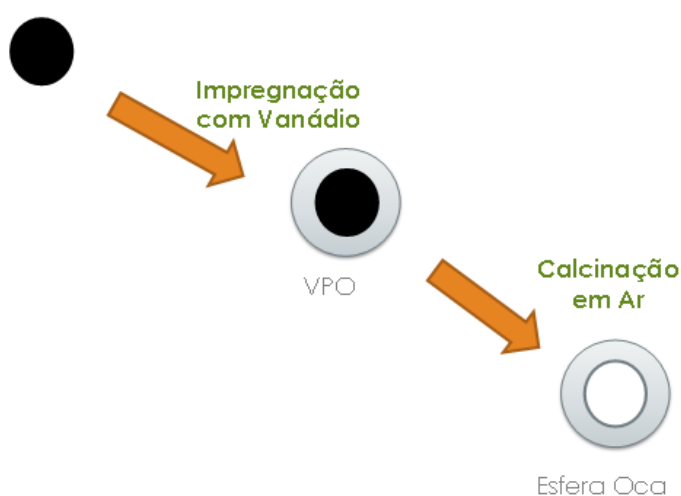 Impregnação
com Vanádio
VPO
Calcinação
em Ar
Esfera Oca